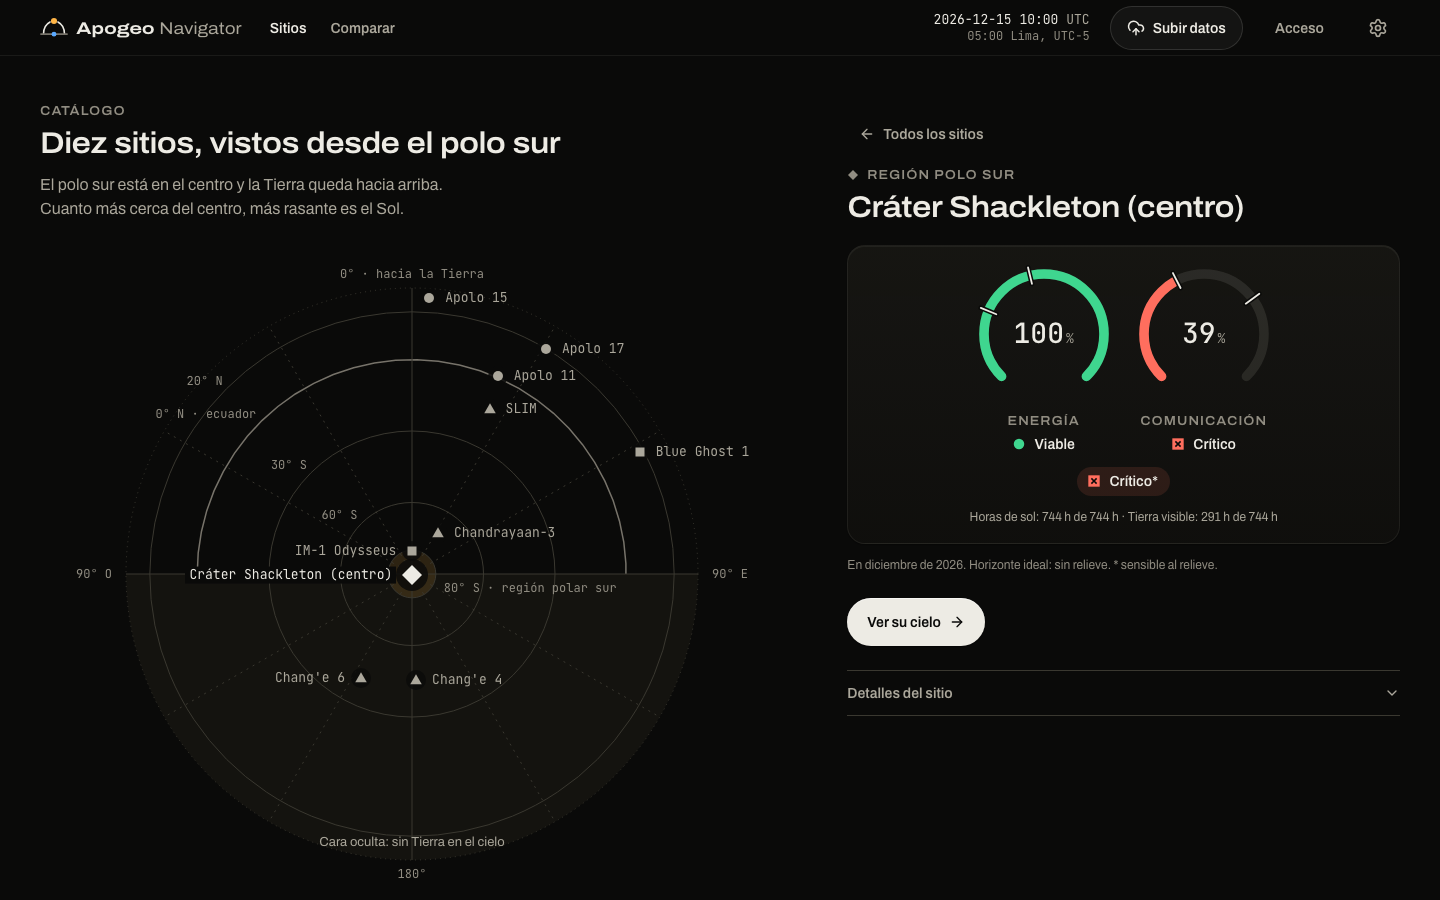 Apogeo Navigator
Sitios
Comparar
2026-12-15 10:00 UTC
05:00 Lima, UTC-5
Subir datos
Acceso
CATÁLOGO
Diez sitios, vistos desde el polo sur
El polo sur está en el centro y la Tierra queda hacia arriba.
Cuanto más cerca del centro, más rasante es el Sol.
0° · hacia la Tierra
Apolo 15
Apolo 17
Apolo 11
20° N
SLIM
0° N · ecuador
Blue Ghost 1
30° S
60° S
Chandrayaan-3
IM-1 Odysseus
90° O
Cráter Shackleton (centro)
90° E
80° S · región polar sur
Chang'e 6
Chang'e 4
Cara oculta: sin Tierra en el cielo
180°
Todos los sitios
REGIÓN POLO SUR
Cráter Shackleton (centro)
100%
39%
ENERGÍA
COMUNICACIÓN
Viable
Crítico
Crítico*
Horas de sol: 744 h de 744 h · Tierra visible: 291 h de 744 h
En diciembre de 2026. Horizonte ideal: sin relieve. * sensible al relieve.
Ver su cielo
Detalles del sitio